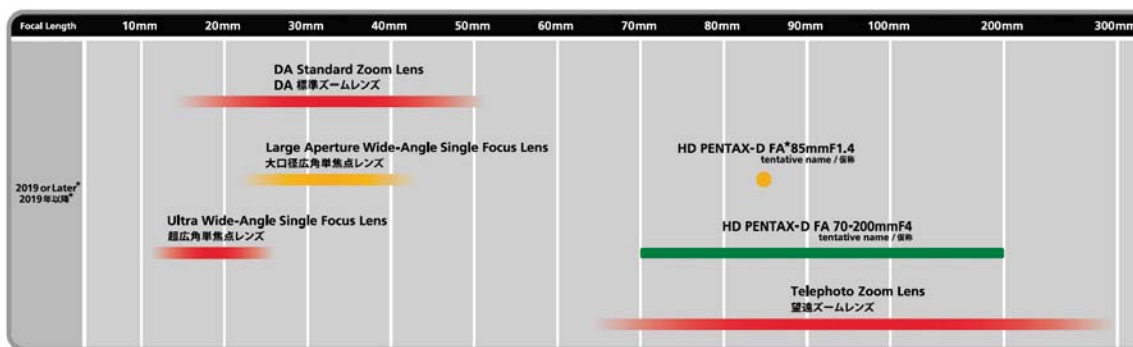 Focal Length 10mm 20mm 30mm 40mm 50mm 60mm 70mm 80mm 90mm 100mm 200mm 300mm
2019 or Later*
2019年以降*
DA Standard Zoom Lens
DA 標準ズームレンズ
Large Aperture Wide-Angle Single Focus Lens
大口径広角単焦点レンズ
HD PENTAX-D FA*85mmF1.4
tentative name / 仮称
Ultra Wide-Angle Single Focus Lens
超広角単焦点レンズ
HD PENTAX-D FA 70-200mmF4
tentative name / 仮称
Telephoto Zoom Lens
望遠ズームレンズ